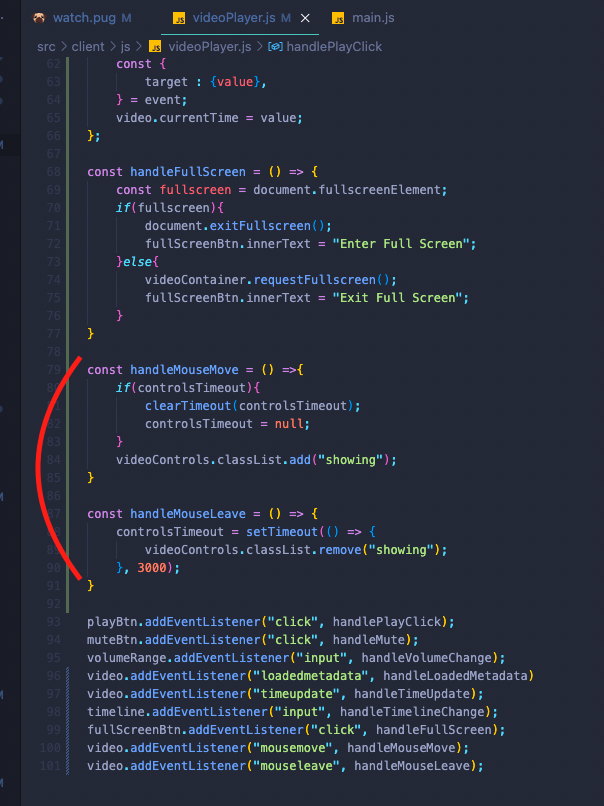 watch.pug M
JS videoPlayer.js M ×
JS main.js
src > client > js > JS videoPlayer.js > handlePlayClick
62 const {
63 target : {value},
64 } = event;
65 video.currentTime = value;
66 };
67
68 const handleFullScreen = () => {
69 const fullscreen = document.fullscreenElement;
70 if(fullscreen){
71 document.exitFullscreen();
72 fullScreenBtn.innerText = "Enter Full Screen";
73 }else{
74 videoContainer.requestFullscreen();
75 fullScreenBtn.innerText = "Exit Full Screen";
76 }
77 }
78
79 const handleMouseMove = () =>{
80 if(controlsTimeout){
81 clearTimeout(controlsTimeout);
82 controlsTimeout = null;
83 }
84 videoControls.classList.add("showing");
85 }
86
87 const handleMouseLeave = () => {
88 controlsTimeout = setTimeout(() => {
89 videoControls.classList.remove("showing");
90 }, 3000);
91 }
92
93 playBtn.addEventListener("click", handlePlayClick);
94 muteBtn.addEventListener("click", handleMute);
95 volumeRange.addEventListener("input", handleVolumeChange);
96 video.addEventListener("loadedmetadata", handleLoadedMetadata)
97 video.addEventListener("timeupdate", handleTimeUpdate);
98 timeline.addEventListener("input", handleTimelineChange);
99 fullScreenBtn.addEventListener("click", handleFullScreen);
100 video.addEventListener("mousemove", handleMouseMove);
101 video.addEventListener("mouseleave", handleMouseLeave);